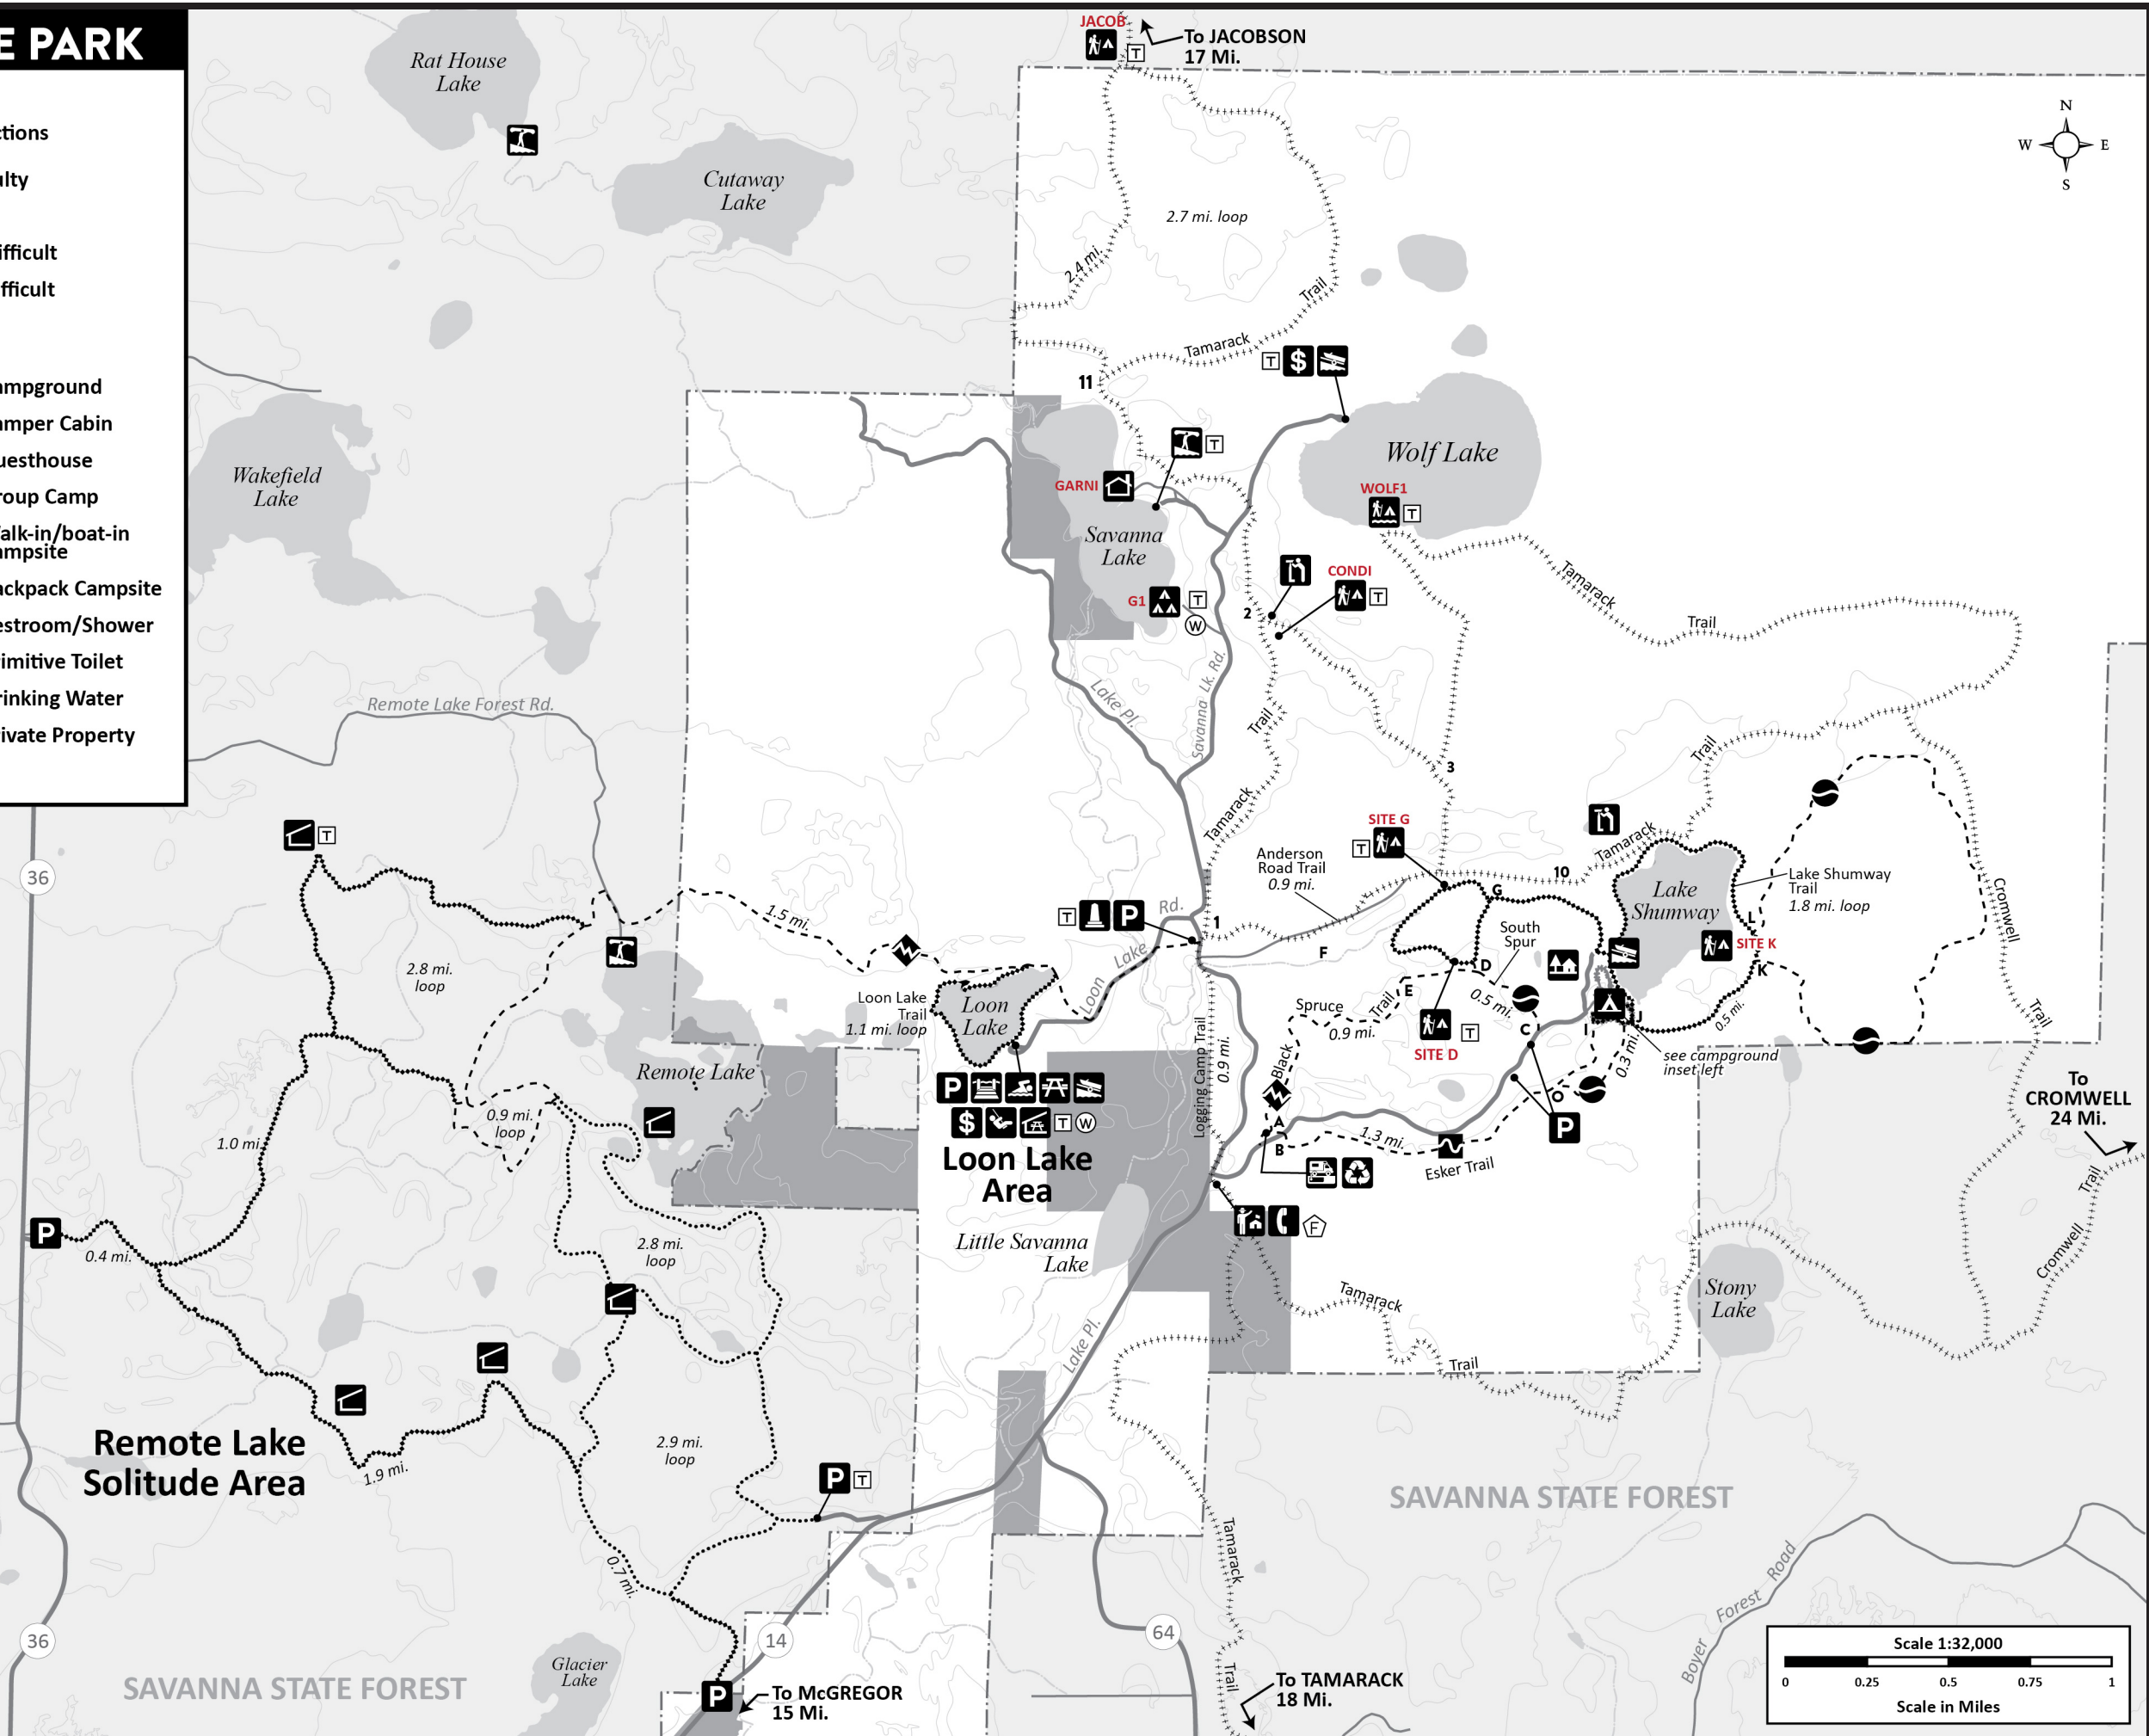 E PARK
ctions
ulty
ifficult
fficult
ampground
amper Cabin
uesthouse
roup Camp
alk-in/boat-in
ampsite
ackpack Campsite
estroom/Shower
rimitive Toilet
rinking Water
rivate Property
JACOB
T
To JACOBSON
17 Mi.
N
W
E
S
Rat House
Lake
Cutaway
Lake
2.7 mi. loop
2.4 mi.
Trail
Tamarack
11
T
$
Wolf Lake
WOLF1
T
T
GARNI
Savanna
Lake
G1
T
W
CONDI
T
2
Wakefield
Lake
Tamarack
Trail
Remote Lake Forest Rd.
Lake Pl.
Savanna Lk. Rd.
Trail
Tamarack
3
Trail
Tamarack
SITE G
T
Anderson
Road Trail
0.9 mi.
10
G
Lake
Shumway
Lake Shumway
Trail
1.8 mi. loop
L
SITE K
K
Cromwell
Trail
36
T
2.8 mi.
loop
1.5 mi.
Loon Lake
Trail
1.1 mi. loop
Loon
Lake
Loon
Lake
Rd.
T
P
1
F
South
Spur
D
E
0.5 mi.
Spruce
Trail
0.9 mi.
Black
T
SITE D
C
I
J
0.5 mi.
0.3 mi.
see campground
inset left
O
P
A
B
1.3 mi.
Esker Trail
Logging Camp Trail
0.9 mi.
To
CROMWELL
24 Mi.
Trail
Cromwell
Remote Lake
0.9 mi.
loop
1.0 mi.
P
$
T
W
Loon Lake
Area
F
Little Savanna
Lake
P
0.4 mi.
2.8 mi.
loop
Tamarack
Trail
Stony
Lake
Lake Pl.
Remote Lake
Solitude Area
1.9 mi.
2.9 mi.
loop
P
T
0.7 mi.
SAVANNA STATE FOREST
Tamarack
Trail
Boyer
Forest
Road
36
14
64
Glacier
Lake
SAVANNA STATE FOREST
P
To McGREGOR
15 Mi.
To TAMARACK
18 Mi.
Scale 1:32,000
0
0.25
0.5
0.75
1
Scale in Miles